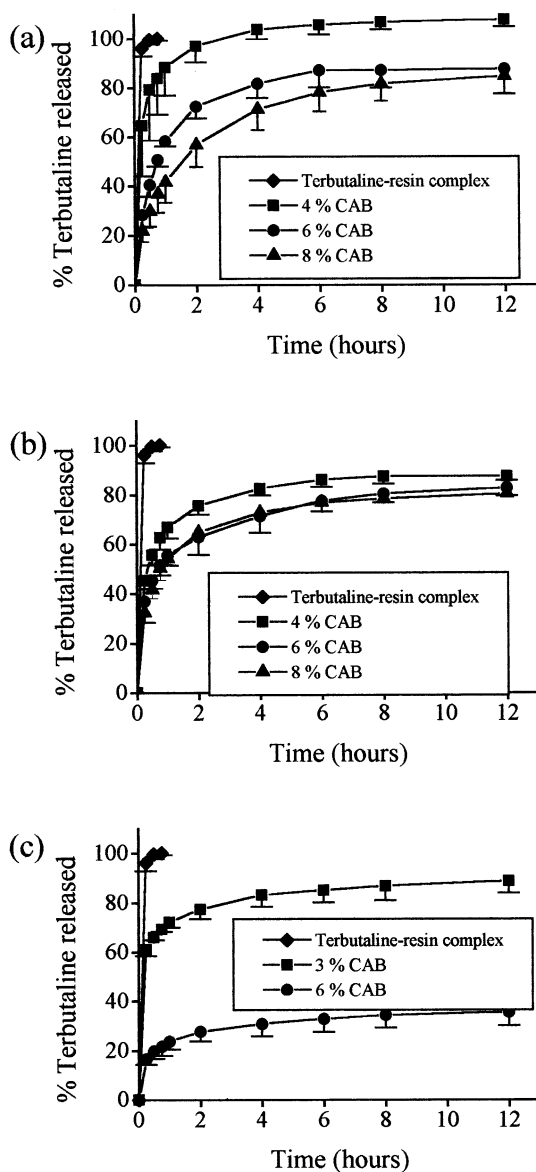 (a)
% Terbutaline released
100
80
60
40
20
0
Terbutaline-resin complex
4 % CAB
6 % CAB
8 % CAB
0 2 4 6 8 10 12
Time (hours)
(b)
% Terbutaline released
100
80
60
40
20
0
Terbutaline-resin complex
4 % CAB
6 % CAB
8 % CAB
0 2 4 6 8 10 12
Time (hours)
(c)
% Terbutaline released
100
80
60
40
20
0
Terbutaline-resin complex
3 % CAB
6 % CAB
0 2 4 6 8 10 12
Time (hours)